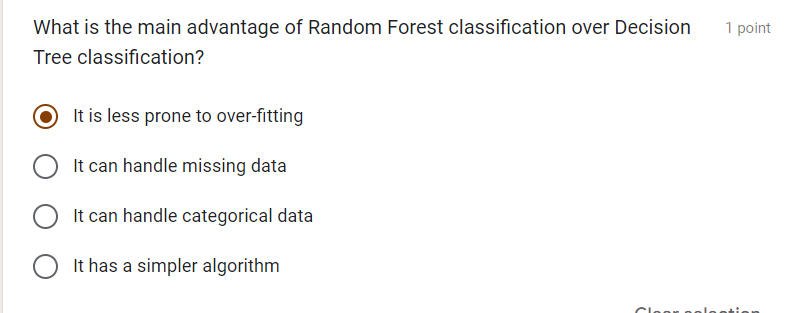 What is the main advantage of Random Forest classification over Decision
1 point
Tree classification?
It is less prone to over-fitting
It can handle missing data
It can handle categorical data
It has a simpler algorithm